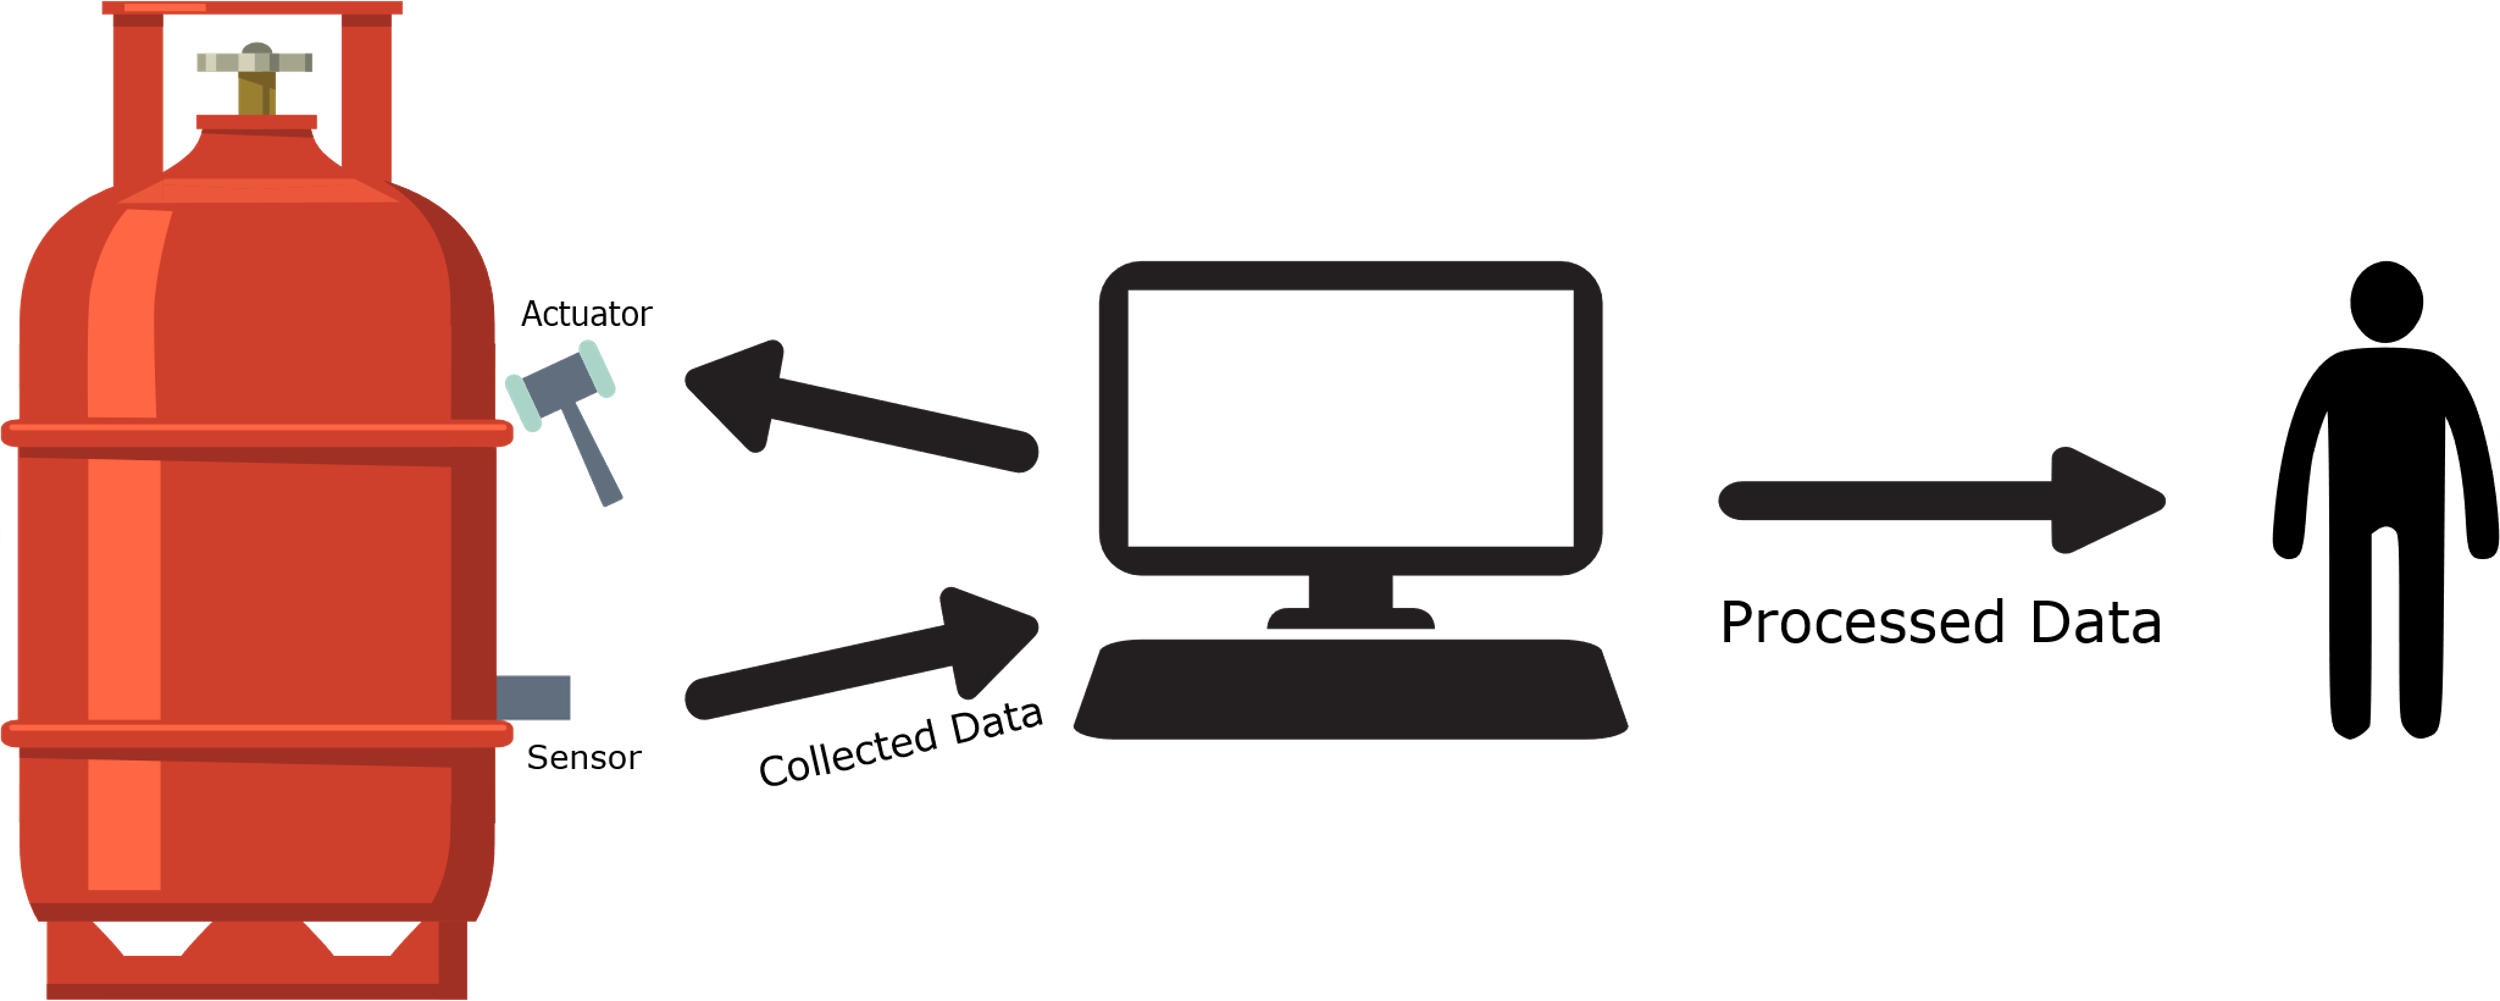 Actuator
Sensor
Collected Data
Processed Data